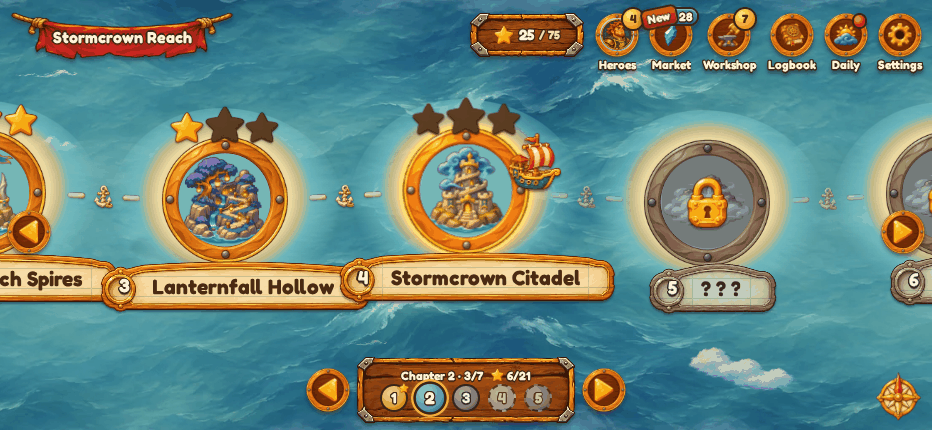 Stormcrown Reach
25 / 75
4
New 28
7
Heroes
Market
Workshop
Logbook
Daily
Settings
ch Spires
3 Lanternfall Hollow
4 Stormcrown Citadel
5 ???
6
Chapter 2 · 3/7 6/21
1 2 3 4 5